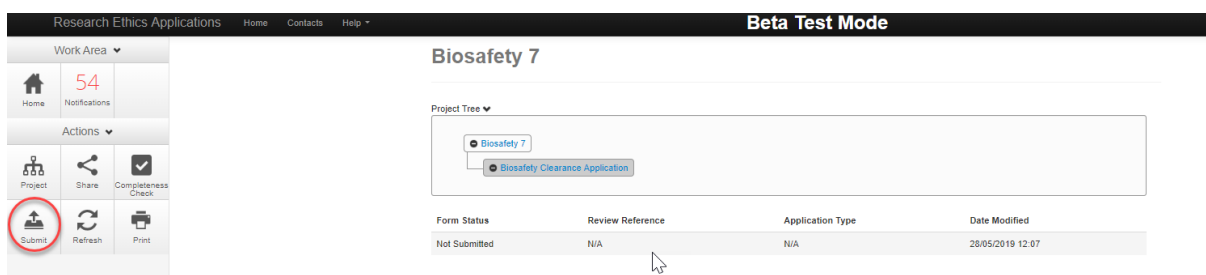 Research Ethics Applications Home Contacts Help
Beta Test Mode
Work Area
54
Home Notifications
Actions
Project Share Completeness
Check
Submit Refresh Print
Biosafety 7
Project Tree
Biosafety 7
Biosafety Clearance Application
Form Status Review Reference Application Type Date Modified
Not Submitted N/A N/A 28/05/2019 12:07